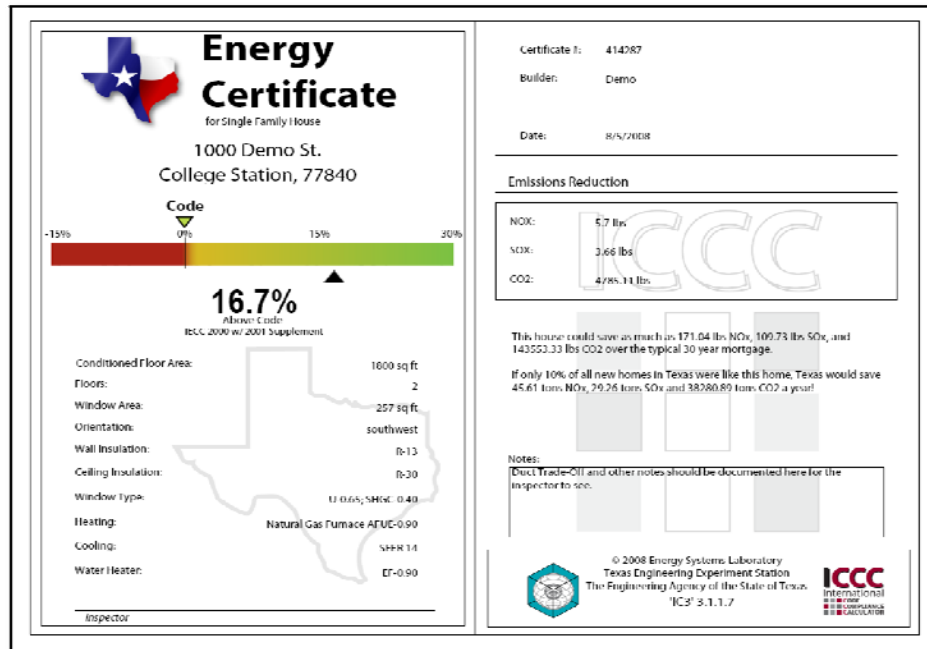 Energy
Certificate
for Single Family House
1000 Demo St.
College Station, 77840
Code
-15% 0% 15% 30%
16.7%
Above Code
IECC 2000 w/ 2001 Supplement
Conditioned Floor Area: 1800 sq ft
Floors: 2
Window Area: 257 sq ft
Orientation: southwest
Wall Insulation: R-13
Ceiling Insulation: R-30
Window Type: U-0.65; SHGC-0.40
Heating: Natural Gas Furnace AFUE-0.90
Cooling: SEER 14
Water Heater: EF-0.90
Inspector
Certificate #: 414287
Builder: Demo
Date: 8/5/2008
Emissions Reduction
ICCC
NOX: 5.7 lbs
SOX: 3.66 lbs
CO2: 4785.11 lbs
This house could save as much as 171.04 lbs NOx, 109.73 lbs SOx, and
143553.33 lbs CO2 over the typical 30 year mortgage.
If only 10% of all new homes in Texas were like this home, Texas would save
45.61 tons NOx, 29.26 tons SOx and 38280.89 tons CO2 a year!
Notes:
Duct Trade-Off and other notes should be documented here for the
inspector to see.
© 2008 Energy Systems Laboratory
Texas Engineering Experiment Station
The Engineering Agency of the State of Texas
"IC3" 3.1.1.7
ICCC
International
CODE
COMPLIANCE
CALCULATOR